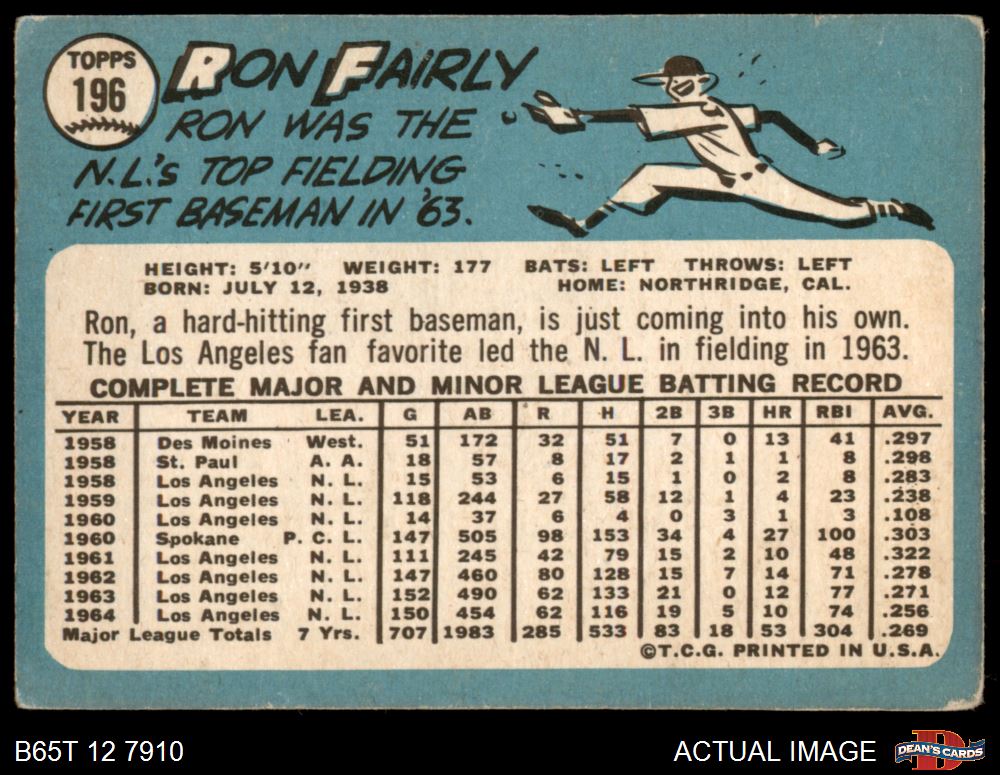 TOPPS
196
RON FAIRLY
RON WAS THE
N.L.'S TOP FIELDING
FIRST BASEMAN IN '63.
HEIGHT: 5'10" WEIGHT: 177 BATS: LEFT THROWS: LEFT
BORN: JULY 12, 1938 HOME: NORTHRIDGE, CAL.
Ron, a hard-hitting first baseman, is just coming into his own.
The Los Angeles fan favorite led the N. L. in fielding in 1963.
COMPLETE MAJOR AND MINOR LEAGUE BATTING RECORD
YEAR TEAM LEA. G AB R H 2B 3B HR RBI AVG.
1958 Des Moines West. 51 172 32 51 7 0 13 41 .297
1958 St. Paul A. A. 18 57 8 17 2 1 1 8 .298
1958 Los Angeles N. L. 15 53 6 15 1 0 2 8 .283
1959 Los Angeles N. L. 118 244 27 58 12 1 4 23 .238
1960 Los Angeles N. L. 14 37 6 4 0 3 1 3 .108
1960 Spokane P. C. L. 147 505 98 153 34 4 27 100 .303
1961 Los Angeles N. L. 111 245 42 79 15 2 10 48 .322
1962 Los Angeles N. L. 147 460 80 128 15 7 14 71 .278
1963 Los Angeles N. L. 152 490 62 133 21 0 12 77 .271
1964 Los Angeles N. L. 150 454 62 116 19 5 10 74 .256
Major League Totals 7 Yrs. 707 1983 285 533 83 18 53 304 .269
©T.C.G. PRINTED IN U.S.A.
B65T 12 7910
ACTUAL IMAGE
DEAN'S CARDS